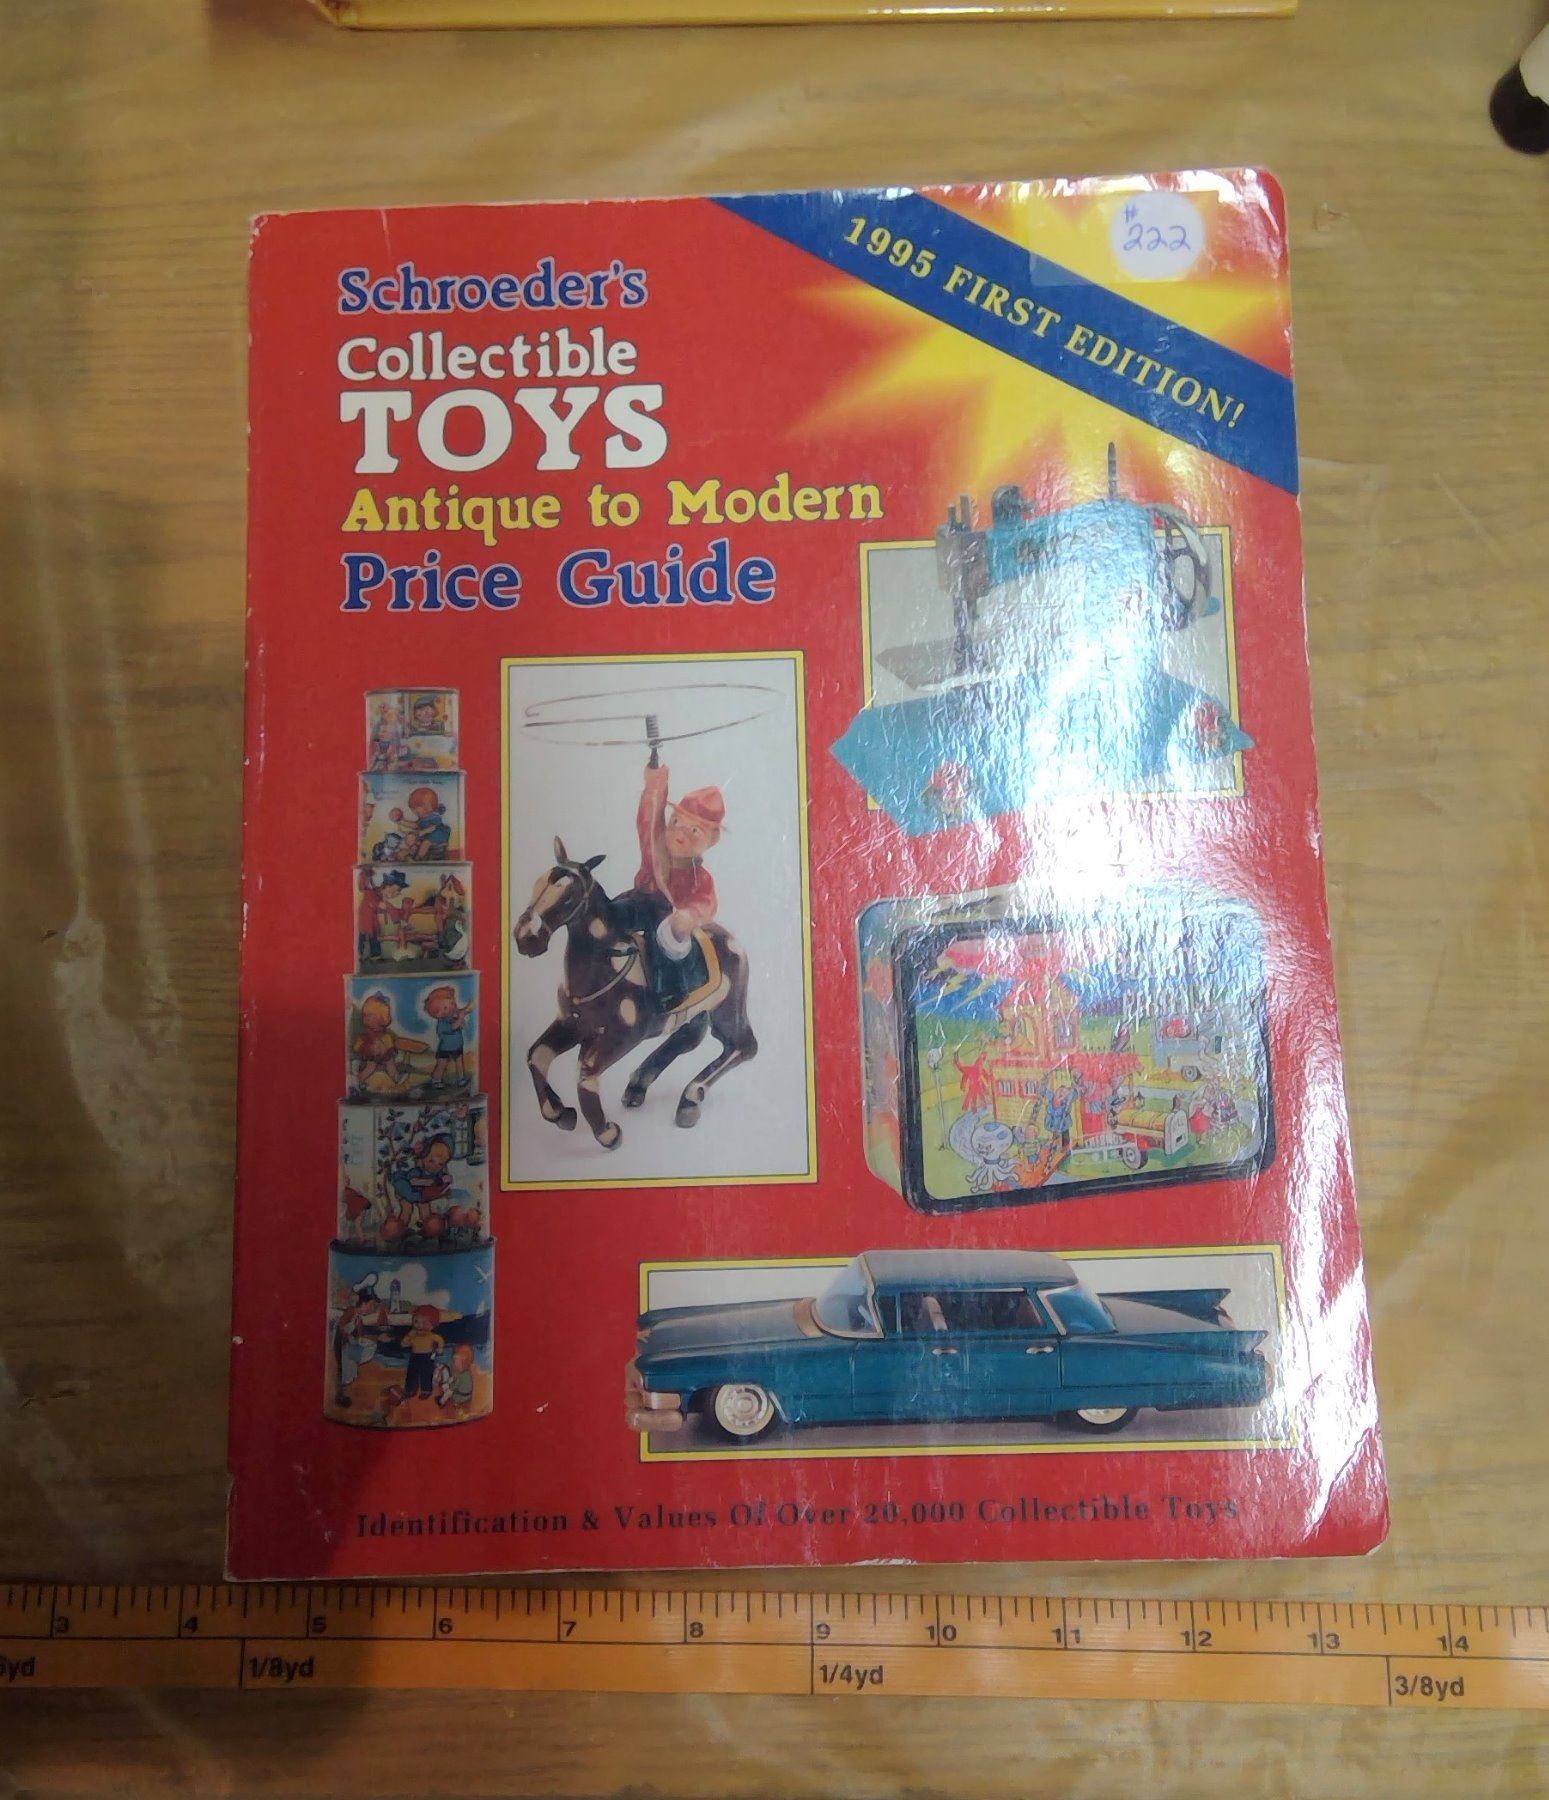 #
222
1995 FIRST EDITION!
Schroeder's
Collectible
TOYS
Antique to Modern
Price Guide
Identification & Values Of Over 20,000 Collectible Toys
3 4 5 6 7 8 9 10 11 12 13 14
yd 1/8yd 1/4yd 3/8yd